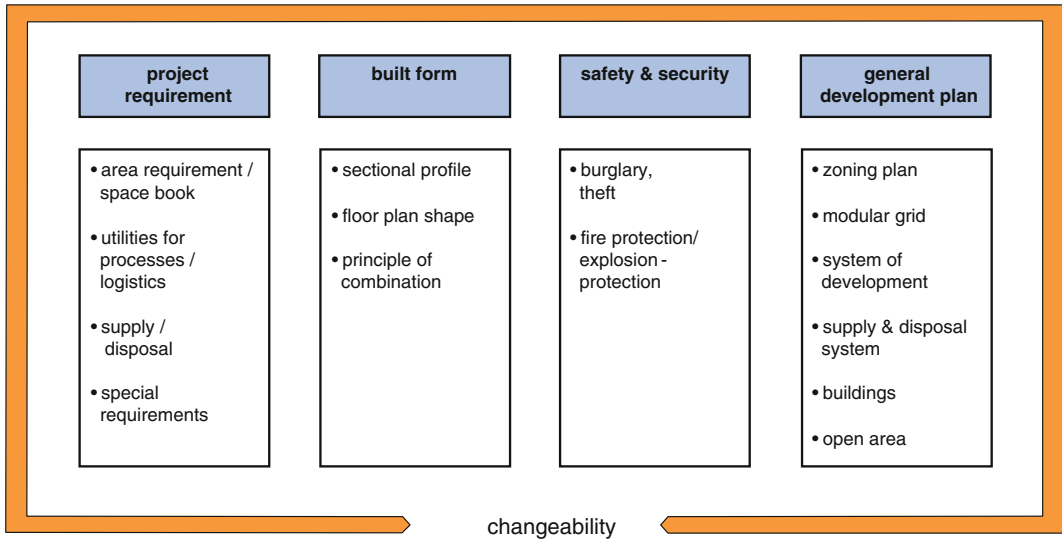 project
requirement
• area requirement /
space book
• utilities for
processes /
logistics
• supply /
disposal
• special
requirements
built form
• sectional profile
• floor plan shape
• principle of
combination
safety & security
• burglary,
theft
• fire protection/
explosion -
protection
general
development plan
• zoning plan
• modular grid
• system of
development
• supply & disposal
system
• buildings
• open area
changeability